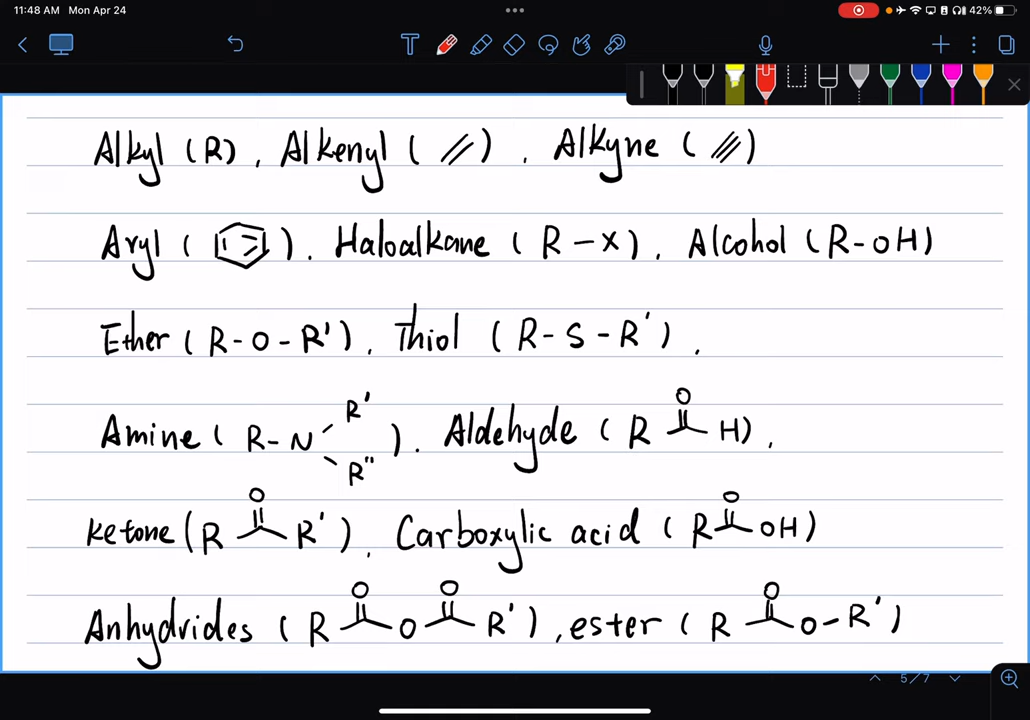 11:48 AM Mon Apr 24 42%
T
Alkyl (R), Alkenyl ( ), Alkyne ( )
Aryl ( ), Haloalkane (R-X), Alcohol (R-OH)
Ether (R-O-R'), Thiol (R-S-R'),
Amine (R-N R' R''), Aldehyde (R O H),
Ketone (R O R'), Carboxylic acid (R O OH)
Anhydrides (R O O O R'), ester (R O O-R')
5/7